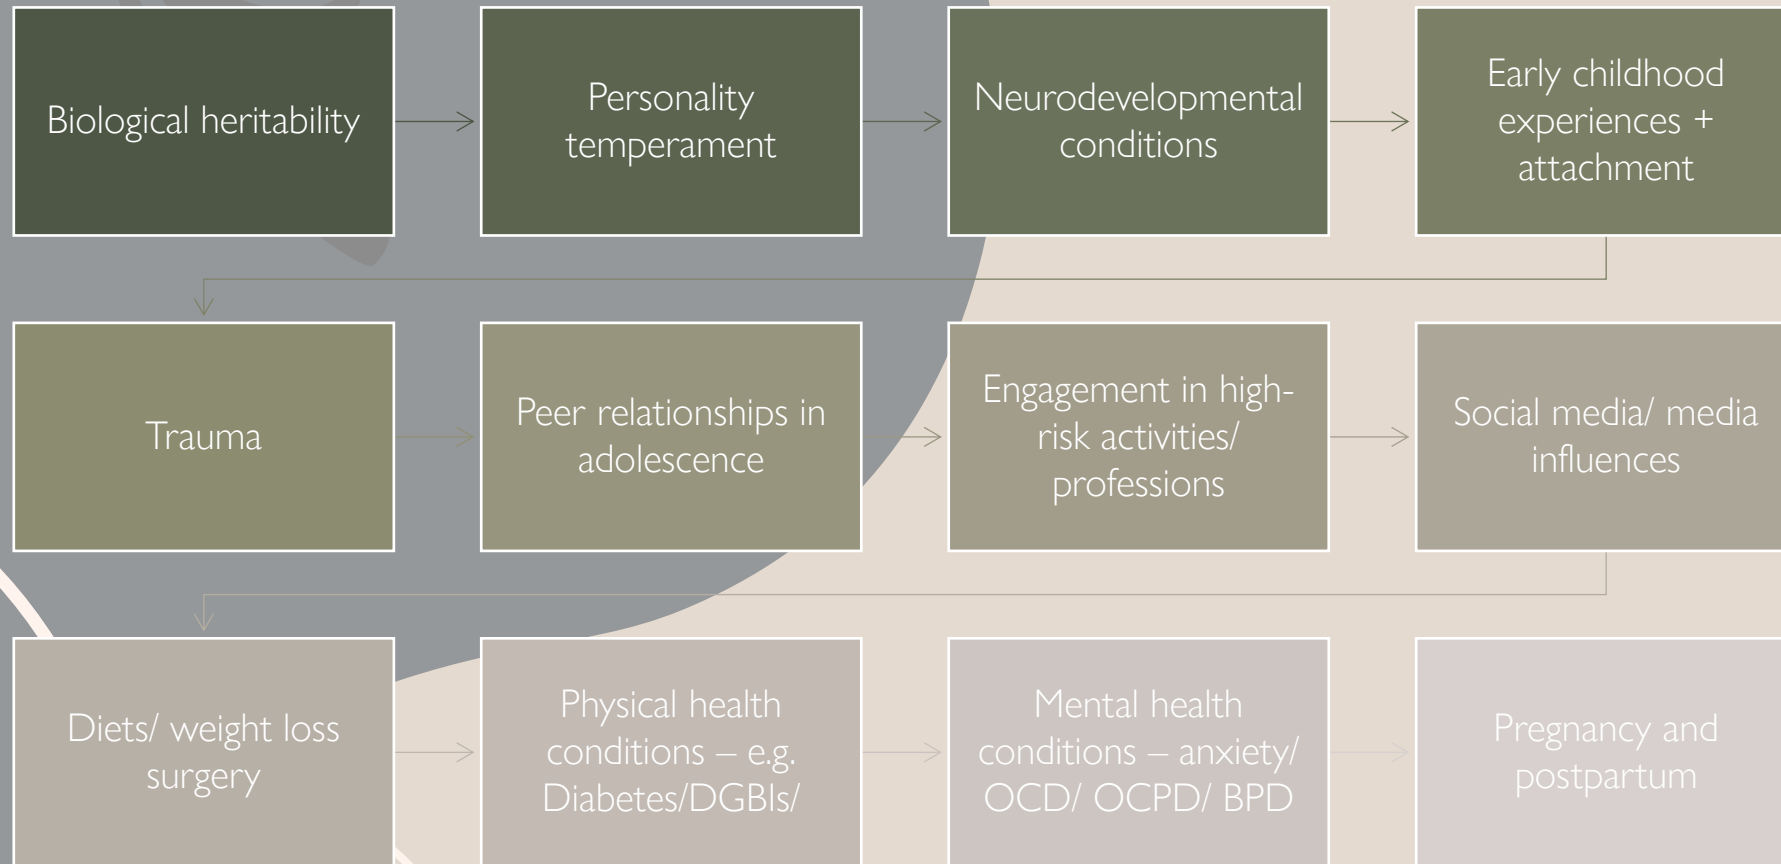 Biological heritability
Personality
temperament
Neurodevelopmental
conditions
Early childhood
experiences +
attachment
Trauma
Peer relationships in
adolescence
Engagement in high-
risk activities/
professions
Social media/ media
influences
Diets/ weight loss
surgery
Physical health
conditions – e.g.
Diabetes/DGBIs/
Mental health
conditions – anxiety/
OCD/ OCPD/ BPD
Pregnancy and
postpartum